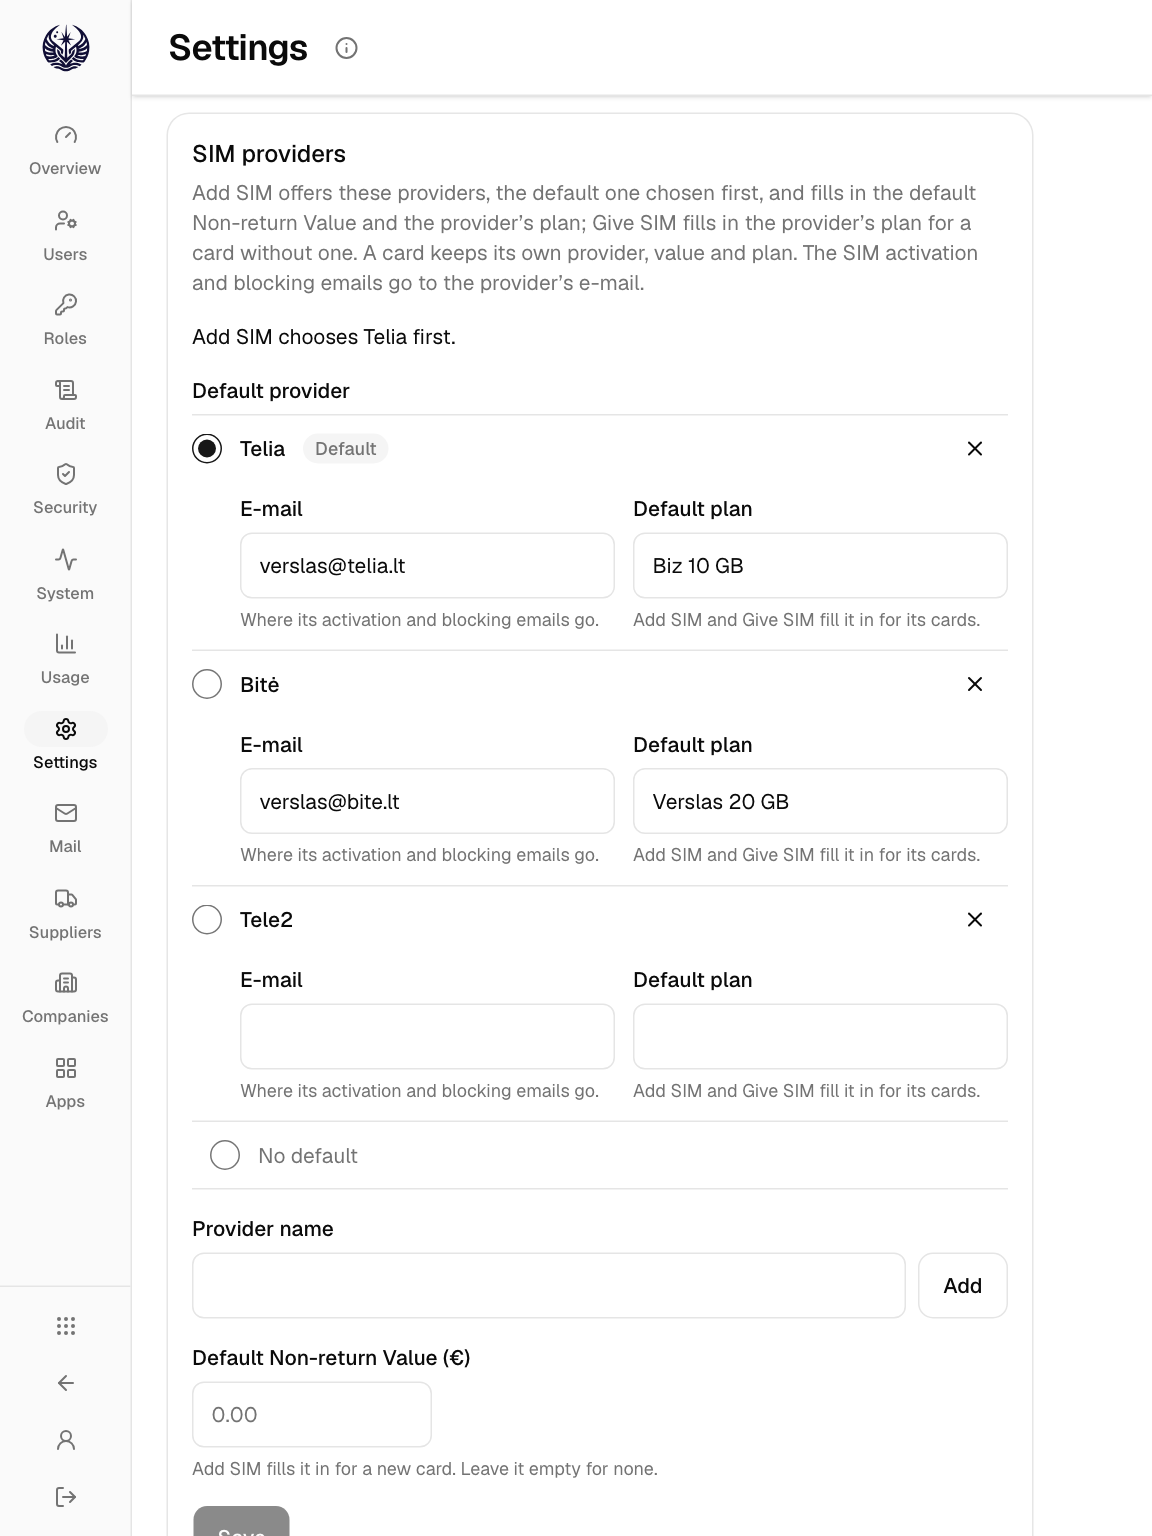 Settings
Overview
Users
Roles
Audit
Security
System
Usage
Settings
Mail
Suppliers
Companies
Apps
SIM providers
Add SIM offers these providers, the default one chosen first, and fills in the default
Non-return Value and the provider’s plan; Give SIM fills in the provider’s plan for a
card without one. A card keeps its own provider, value and plan. The SIM activation
and blocking emails go to the provider’s e-mail.
Add SIM chooses Telia first.
Default provider
Telia Default
E-mail Default plan
verslas@telia.lt Biz 10 GB
Where its activation and blocking emails go. Add SIM and Give SIM fill it in for its cards.
Bitė
E-mail Default plan
verslas@bite.lt Verslas 20 GB
Where its activation and blocking emails go. Add SIM and Give SIM fill it in for its cards.
Tele2
E-mail Default plan
Where its activation and blocking emails go. Add SIM and Give SIM fill it in for its cards.
No default
Provider name
Add
Default Non-return Value (€)
0.00
Add SIM fills it in for a new card. Leave it empty for none.
Save